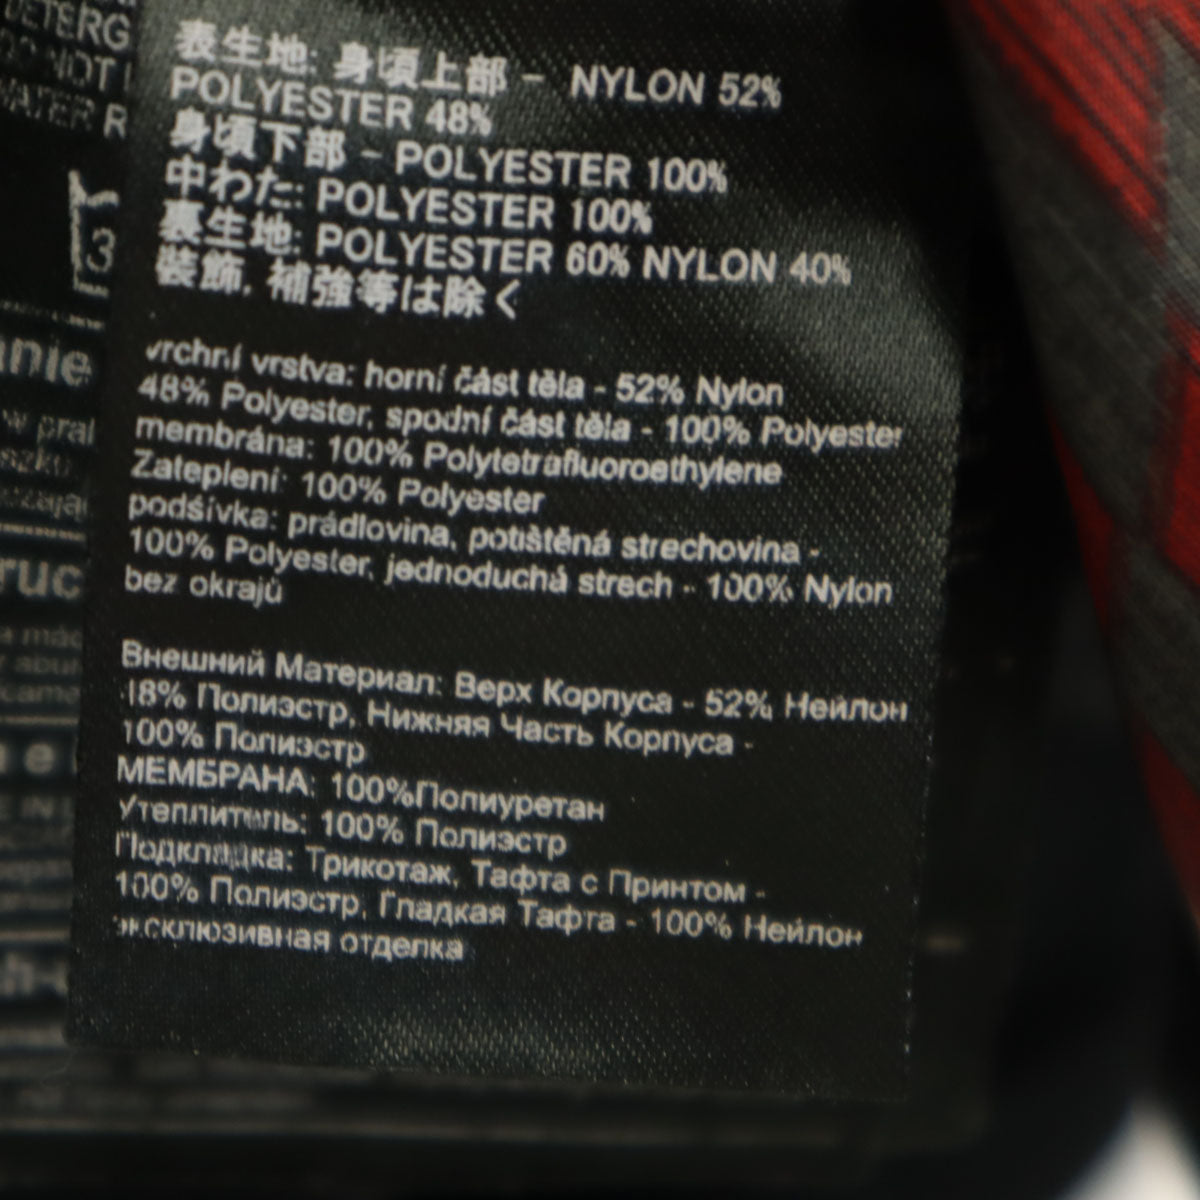 DETERG
DO NOT
WATER R
表生地: 身頃上部 - NYLON 52%
POLYESTER 48%
身頃下部 - POLYESTER 100%
中わた: POLYESTER 100%
裏生地: POLYESTER 60% NYLON 40%
装飾, 補強等は除く
vrchní vrstva: horní část těla - 52% Nylon
48% Polyester, spodní část těla - 100% Polyester
membrána: 100% Polytetrafluoroethylene
Zateplení: 100% Polyester
podšívka: prádlovina, potištěná strechovina -
100% Polyester, jednoduchá strech - 100% Nylon
bez okrajů
Внешний Материал: Верх Корпуса - 52% Нейлон
48% Полиэстр, Нижняя Часть Корпуса -
100% Полиэстр
МЕМБРАНА: 100%Полиуретан
Утеплитель: 100% Полиэстр
Подкладка: Трикотаж, Тафта с Принтом -
100% Полиэстр, Гладкая Тафта - 100% Нейлон
эксклюзивная отделка